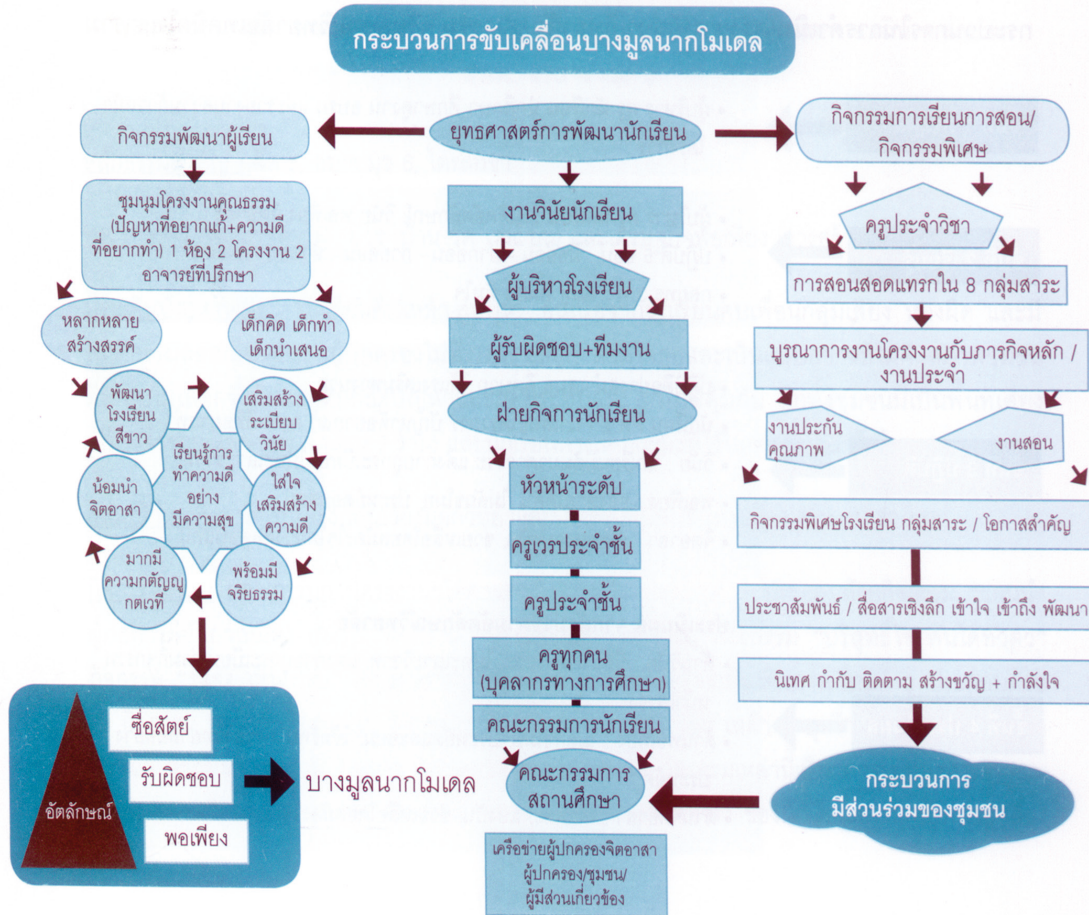 กระบวนการขับเคลื่อนบางมูลนากโมเดล
กิจกรรมพัฒนาผู้เรียน
ชุมนุมโครงงานคุณธรรม
(ปัญหาที่อยากแก้+ความดี
ที่อยากทำ) 1 ห้อง 2 โครงงาน 2
อาจารย์ที่ปรึกษา
หลากหลาย
สร้างสรรค์
เด็กคิด เด็กทำ
เด็กนำเสนอ
พัฒนา
โรงเรียน
สีขาว
เสริมสร้าง
ระเบียบ
วินัย
น้อมนำ
จิตอาสา
เรียนรู้การ
ทำความดี
อย่าง
มีความสุข
ใส่ใจ
เสริมสร้าง
ความดี
มากมี
ความกตัญญู
กตเวที
พร้อมมี
จริยธรรม
อัตลักษณ์
ซื่อสัตย์
รับผิดชอบ
พอเพียง
บางมูลนากโมเดล
ยุทธศาสตร์การพัฒนานักเรียน
งานวินัยนักเรียน
ผู้บริหารโรงเรียน
ผู้รับผิดชอบ+ทีมงาน
ฝ่ายกิจการนักเรียน
หัวหน้าระดับ
ครูเวรประจำชั้น
ครูประจำชั้น
ครูทุกคน
(บุคลากรทางการศึกษา)
คณะกรรมการนักเรียน
คณะกรรมการ
สถานศึกษา
เครือข่ายผู้ปกครองจิตอาสา
ผู้ปกครอง/ชุมชน/
ผู้มีส่วนเกี่ยวข้อง
กิจกรรมการเรียนการสอน/
กิจกรรมพิเศษ
ครูประจำวิชา
การสอนสอดแทรกใน 8 กลุ่มสาระ
บูรณาการงานโครงงานกับภารกิจหลัก /
งานประจำ
งานประกัน
คุณภาพ
งานสอน
กิจกรรมพิเศษโรงเรียน กลุ่มสาระ / โอกาสสำคัญ
ประชาสัมพันธ์ / สื่อสารเชิงลึก เข้าใจ เข้าถึง พัฒนา
นิเทศ กำกับ ติดตาม สร้างขวัญ + กำลังใจ
กระบวนการ
มีส่วนร่วมของชุมชน